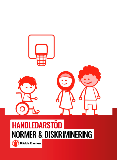 HANDLEDARSTÖD
NORMER & DISKRIMINERING